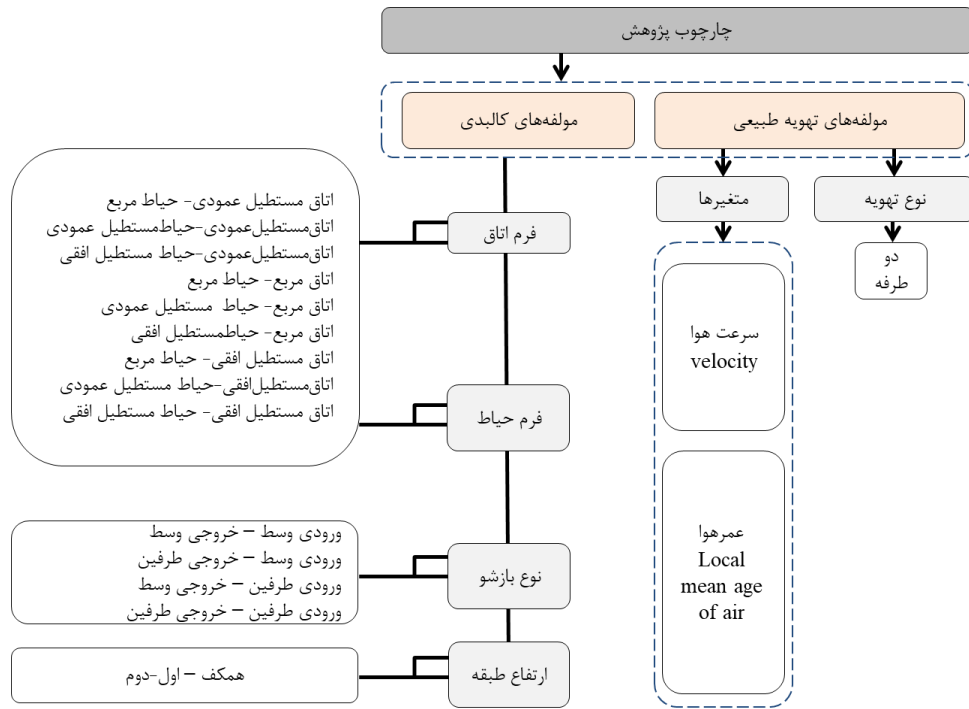 چارچوب پژوهش
مولفه‌های تهویه طبیعی
مولفه‌های کالبدی
نوع تهویه
متغیرها
دو
طرفه
سرعت هوا
velocity
عمرهوا
Local
mean age
of air
فرم اتاق
فرم حیاط
نوع بازشو
ارتفاع طبقه
اتاق مستطیل عمودی- حیاط مربع
اتاق‌مستطیل‌عمودی-حیاط‌مستطیل عمودی
اتاق‌مستطیل‌عمودی-حیاط مستطیل افقی
اتاق مربع- حیاط مربع
اتاق مربع- حیاط  مستطیل عمودی
اتاق مربع- حیاط‌مستطیل افقی
اتاق مستطیل افقی- حیاط مربع
اتاق‌مستطیل‌افقی-حیاط مستطیل عمودی
اتاق مستطیل افقی- حیاط مستطیل افقی
ورودی وسط – خروجی وسط
ورودی وسط – خروجی طرفین
ورودی طرفین – خروجی وسط
ورودی طرفین – خروجی طرفین
همکف – اول-دوم